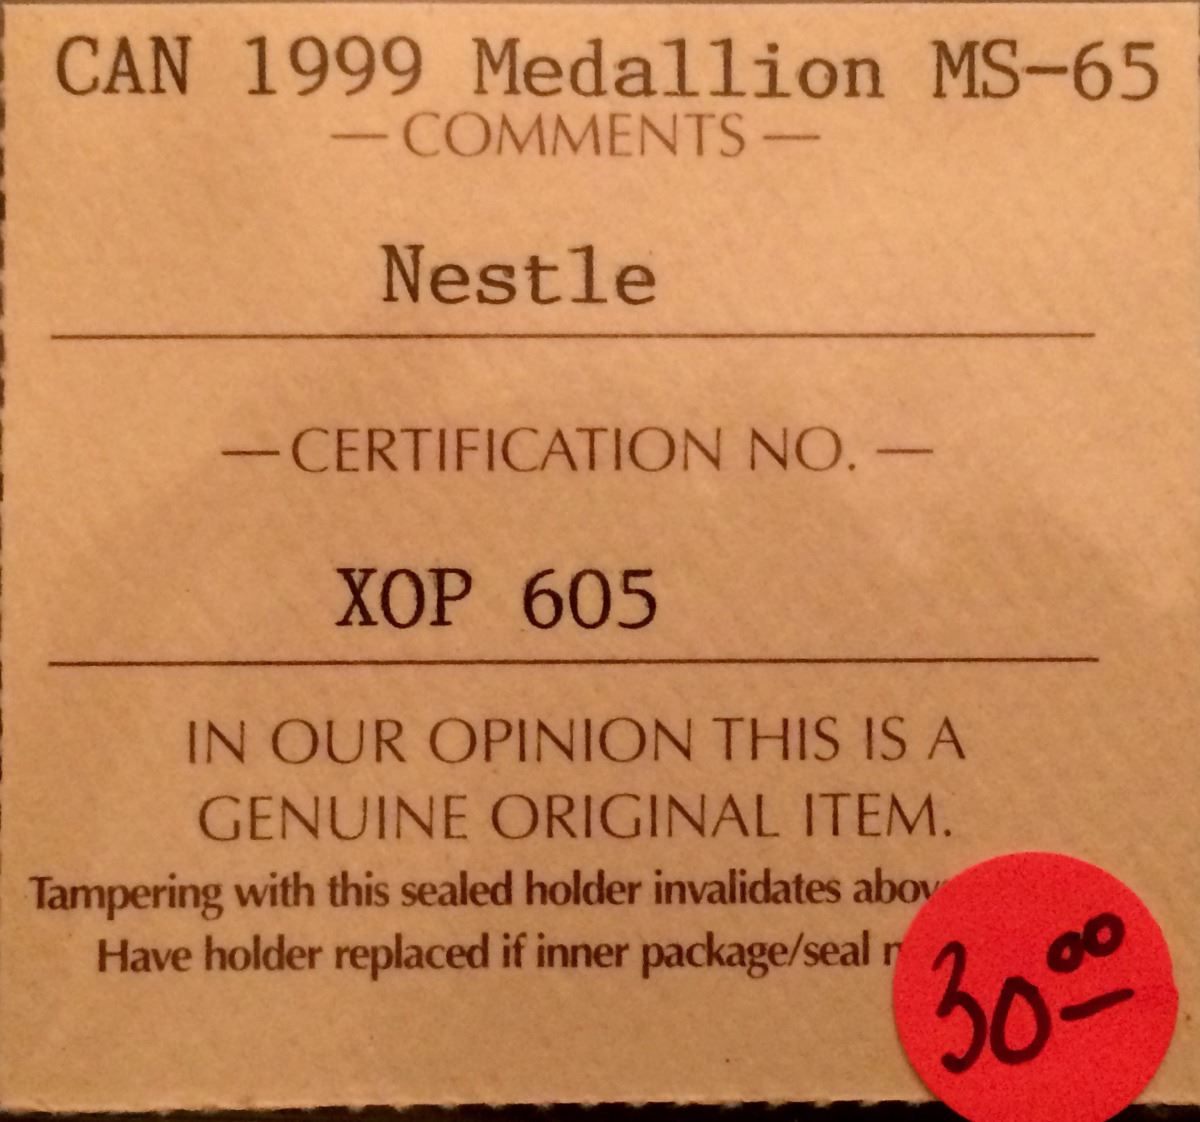 CAN 1999 Medallion MS-65
— COMMENTS —
Nestle
— CERTIFICATION NO. —
XOP 605
IN OUR OPINION THIS IS A
GENUINE ORIGINAL ITEM.
Tampering with this sealed holder invalidates
Have holder replaced if inner package/seal
30.00